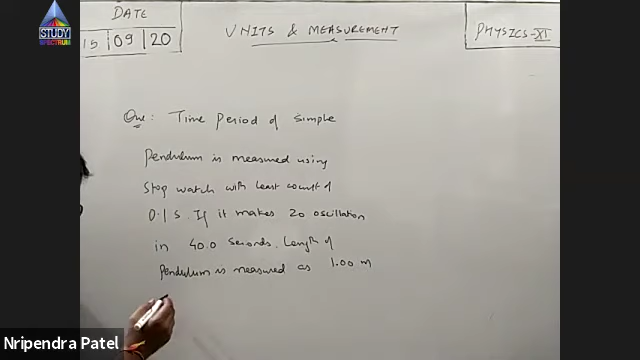 STUDY
SPECTRUM
DATE
15 | 09 | 20
UNITS & MEASUREMENT
PHYSICS-XI
Que: Time Period of Simple
Pendulum is measured using
Stop watch with least count of
0.1 s. If it makes 20 oscillation
in 40.0 Seconds. Length of
Pendulum is measured as 1.00 m
Nripendra Patel